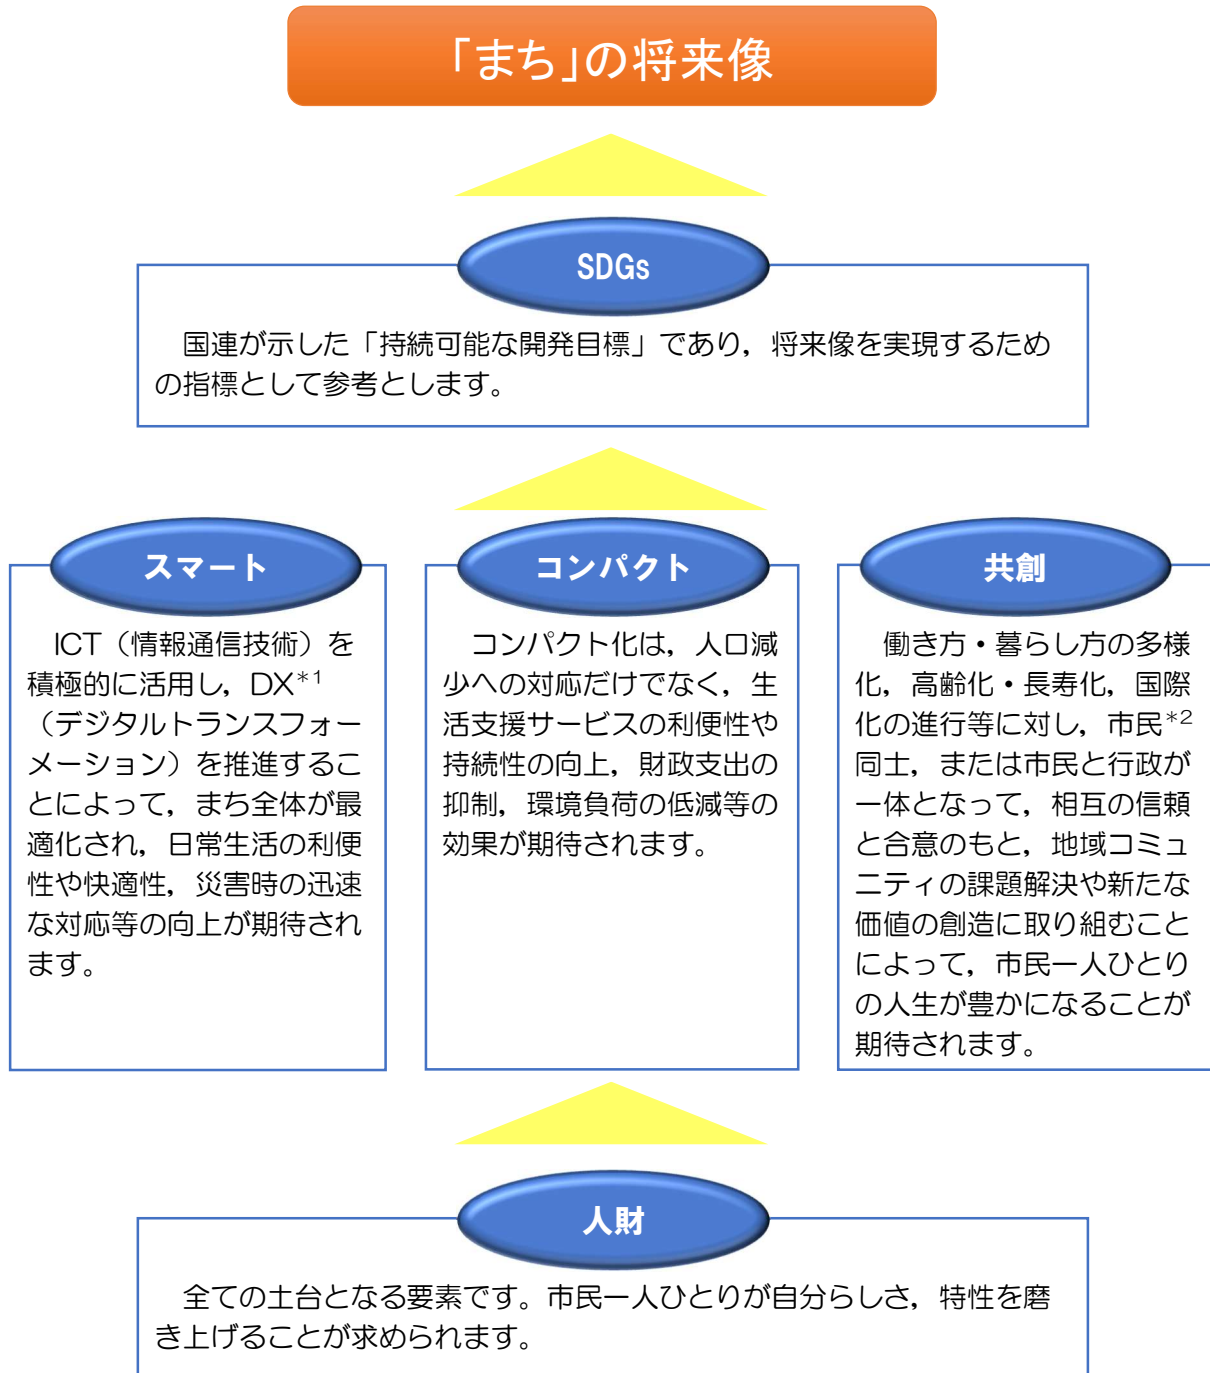 「まち」の将来像
SDGs
国連が示した「持続可能な開発目標」であり，将来像を実現するため
の指標として参考とします。
スマート
ICT（情報通信技術）を
積極的に活用し，DX*1
（デジタルトランスフォー
メーション）を推進するこ
とによって，まち全体が最
適化され，日常生活の利便
性や快適性，災害時の迅速
な対応等の向上が期待され
ます。
コンパクト
コンパクト化は，人口減
少への対応だけでなく，生
活支援サービスの利便性や
持続性の向上，財政支出の
抑制，環境負荷の低減等の
効果が期待されます。
共創
働き方・暮らし方の多様
化，高齢化・長寿化，国際
化の進行等に対し，市民*2
同士，または市民と行政が
一体となって，相互の信頼
と合意のもと，地域コミュ
ニティの課題解決や新たな
価値の創造に取り組むこと
によって，市民一人ひとり
の人生が豊かになることが
期待されます。
人財
全ての土台となる要素です。市民一人ひとりが自分らしさ，特性を磨
き上げることが求められます。